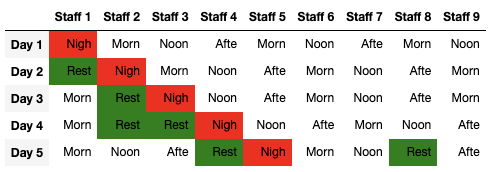 Staff 1 Staff 2 Staff 3 Staff 4 Staff 5 Staff 6 Staff 7 Staff 8 Staff 9
Day 1 Nigh Morn Noon Afte Morn Noon Afte Morn Noon
Day 2 Rest Nigh Morn Noon Afte Morn Noon Afte Morn
Day 3 Morn Rest Nigh Noon Afte Morn Noon Afte Morn
Day 4 Morn Rest Rest Nigh Noon Afte Morn Noon Afte
Day 5 Morn Noon Afte Rest Nigh Morn Noon Rest Afte